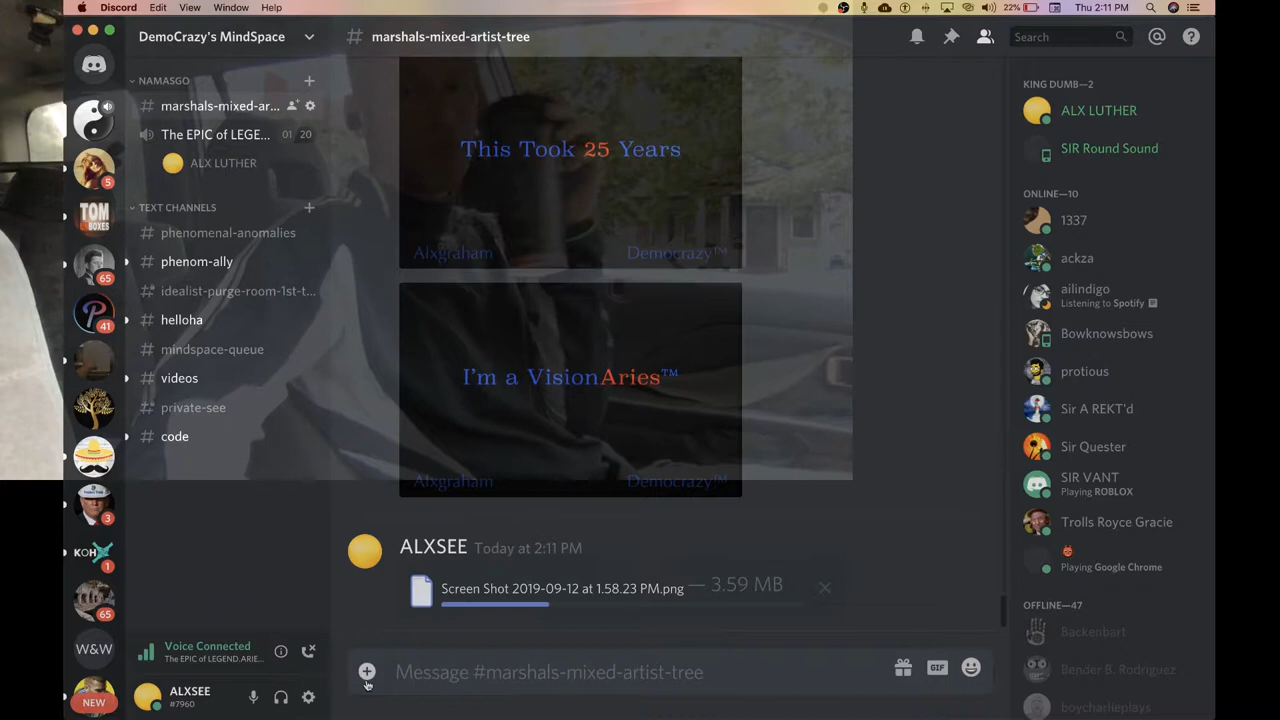 Discord Edit View Window Help
22% Thu 2:11 PM
DemoCrazy's MindSpace
# marshals-mixed-artist-tree
Search
NAMASGO
# marshals-mixed-ar...
The EPIC of LEGE... 01 20
ALX LUTHER
TEXT CHANNELS
# phenomenal-anomalies
# phenom-ally
# idealist-purge-room-1st-t...
# helloha
# mindspace-queue
# videos
# private-see
# code
5
TOM
BOXES
65
41
3
KOH
1
65
W&W
NEW
Voice Connected
The EPIC of LEGEND.ARIE...
ALXSEE
#7960
This Took 25 Years
Alxgraham Democrazy™
I'm a VisionAries™
Alxgraham Democrazy™
ALXSEE Today at 2:11 PM
Screen Shot 2019-09-12 at 1.58.23 PM.png — 3.59 MB
Message #marshals-mixed-artist-tree
GIF
KING DUMB—2
ALX LUTHER
SIR Round Sound
ONLINE—10
1337
ackza
ailindigo
Listening to Spotify
Bowknowsbows
protious
Sir A REKT'd
Sir Quester
SIR VANT
Playing ROBLOX
Trolls Royce Gracie
Playing Google Chrome
OFFLINE—47
Backenbart
Bender B. Rodriguez
boycharlieplays